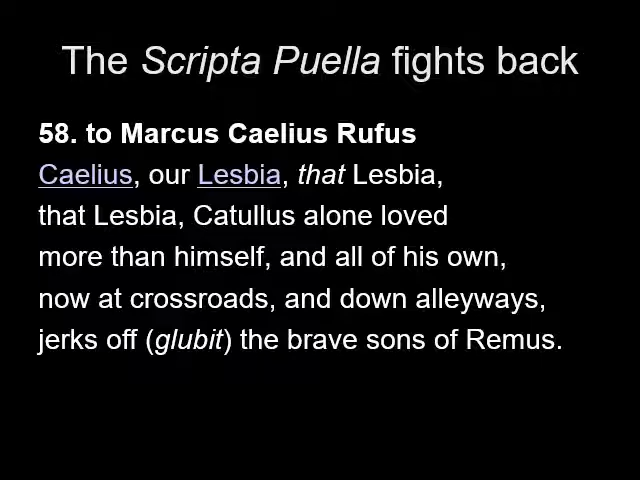 The Scripta Puella fights back
58. to Marcus Caelius Rufus
Caelius, our Lesbia, that Lesbia,
that Lesbia, Catullus alone loved
more than himself, and all of his own,
now at crossroads, and down alleyways,
jerks off (glubit) the brave sons of Remus.